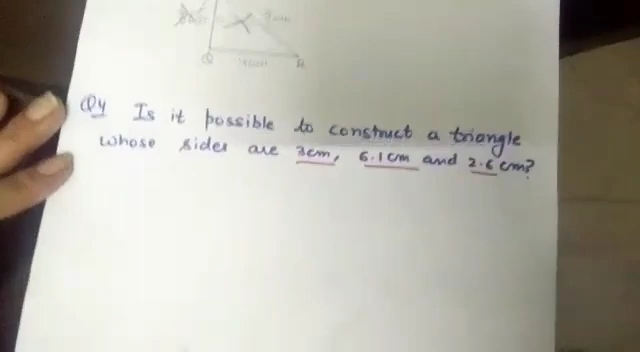 Q
R
Q4 Is it possible to construct a triangle
whose sides are 3cm, 6.1cm and 2.6cm?